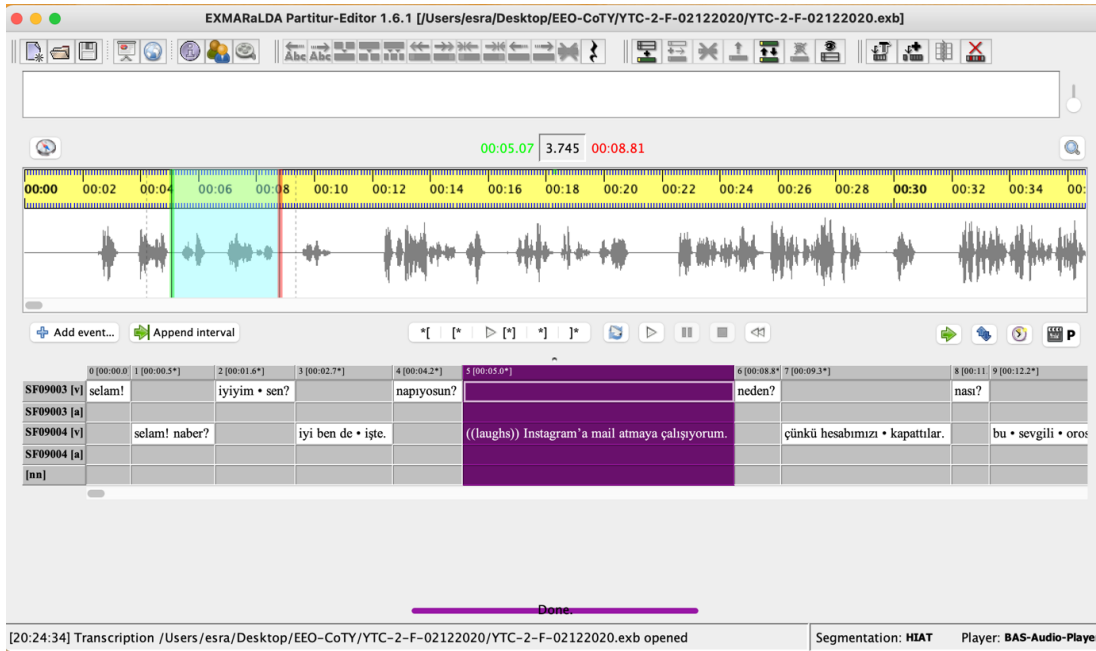 EXMARaLDA Partitur-Editor 1.6.1 [/Users/esra/Desktop/EEO-CoTY/YTC-2-F-02122020/YTC-2-F-02122020.exb]
Abc Abc
00:05.07 3.745 00:08.81
00:00 00:02 00:04 00:06 00:08 00:10 00:12 00:14 00:16 00:18 00:20 00:22 00:24 00:26 00:28 00:30 00:32 00:34 00:
Add event... Append interval *[ [* [*] *] ]* P
0 [00:00.0 1 [00:00.5*] 2 [00:01.6*] 3 [00:02.7*] 4 [00:04.2*] 5 [00:05.0*] 6 [00:08.8* 7 [00:09.3*] 8 [00:11. 9 [00:12.2*]
SF09003 [v] selam! iyiyim • sen? napıyosun? neden? nası?
SF09003 [a]
SF09004 [v] selam! naber? iyi ben de • işte. ((laughs)) Instagram’a mail atmaya çalışıyorum. çünkü hesabımızı • kapattılar. bu • sevgili • oros
SF09004 [a]
[nn]
Done.
[20:24:34] Transcription /Users/esra/Desktop/EEO-CoTY/YTC-2-F-02122020/YTC-2-F-02122020.exb opened Segmentation: HIAT Player: BAS-Audio-Playe